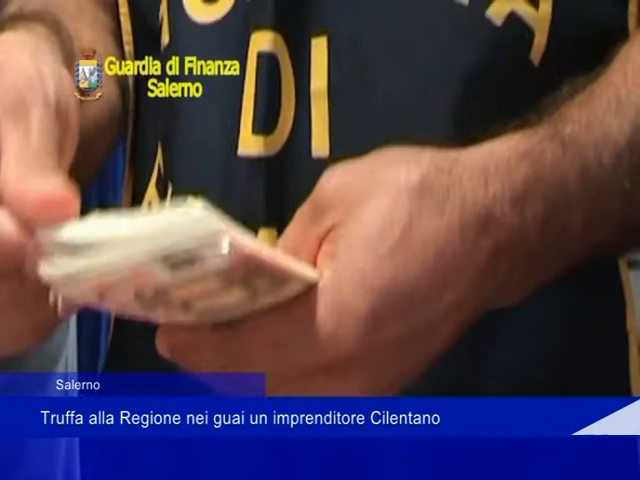 Guardia di Finanza
Salerno
DI
Salerno
Truffa alla Regione nei guai un imprenditore Cilentano